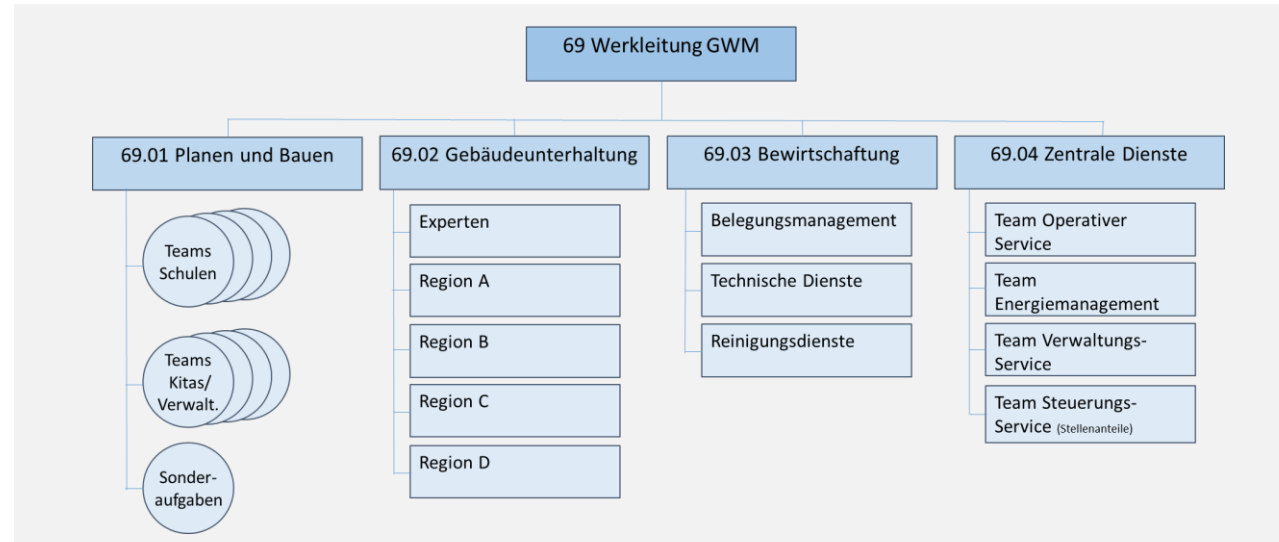 69 Werkleitung GWM
69.01 Planen und Bauen
69.02 Gebäudeunterhaltung
69.03 Bewirtschaftung
69.04 Zentrale Dienste
Teams
Schulen
Teams
Kitas/
Verwalt.
Sonder-
aufgaben
Experten
Region A
Region B
Region C
Region D
Belegungsmanagement
Technische Dienste
Reinigungsdienste
Team Operativer
Service
Team
Energiemanagement
Team Verwaltungs-
Service
Team Steuerungs-
Service (Stellenanteile)